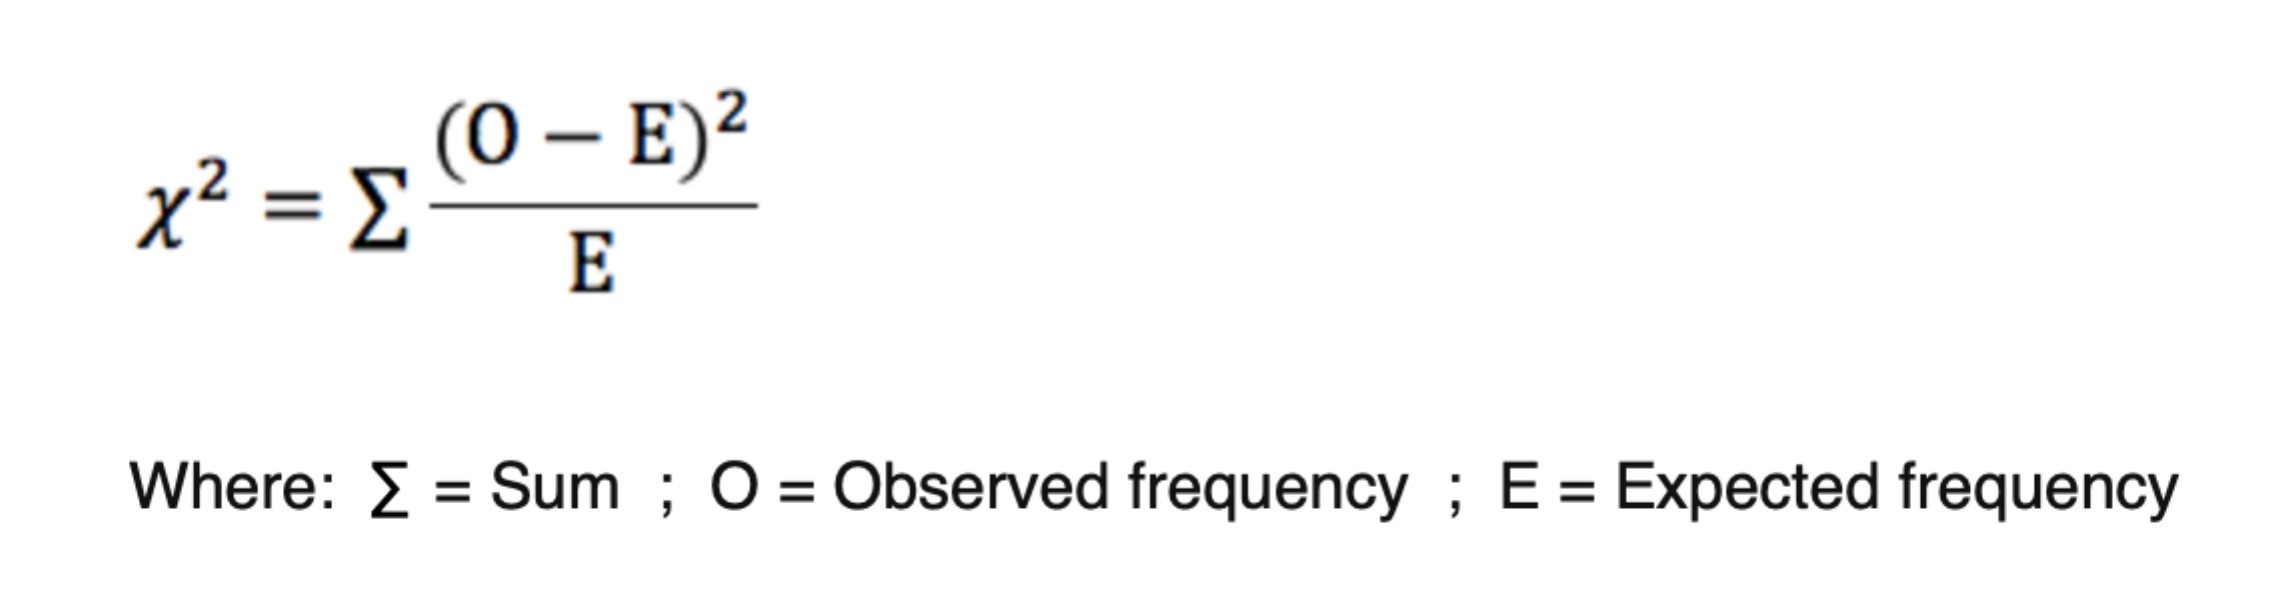 χ² = Σ (O − E)² / E
Where: Σ = Sum ; O = Observed frequency ; E = Expected frequency